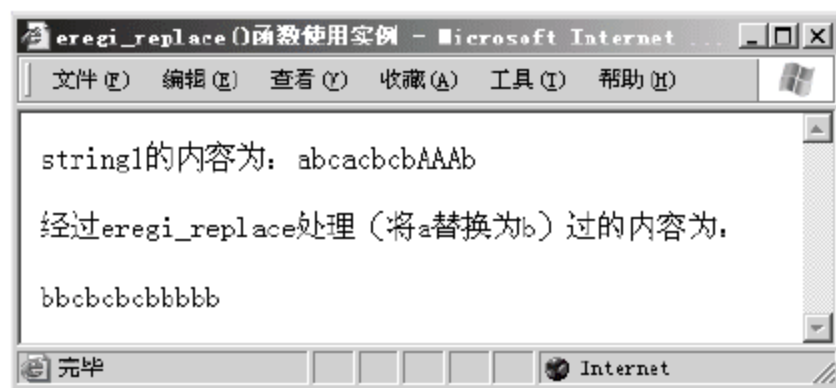 eregi_replace()函数使用实例 - Microsoft Internet ...
文件(F) 编辑(E) 查看(V) 收藏(A) 工具(T) 帮助(H)
string1的内容为：abcacbcbAAAb
经过eregi_replace处理（将a替换为b）过的内容为：
bbcbcbcbbbbb
完毕 Internet